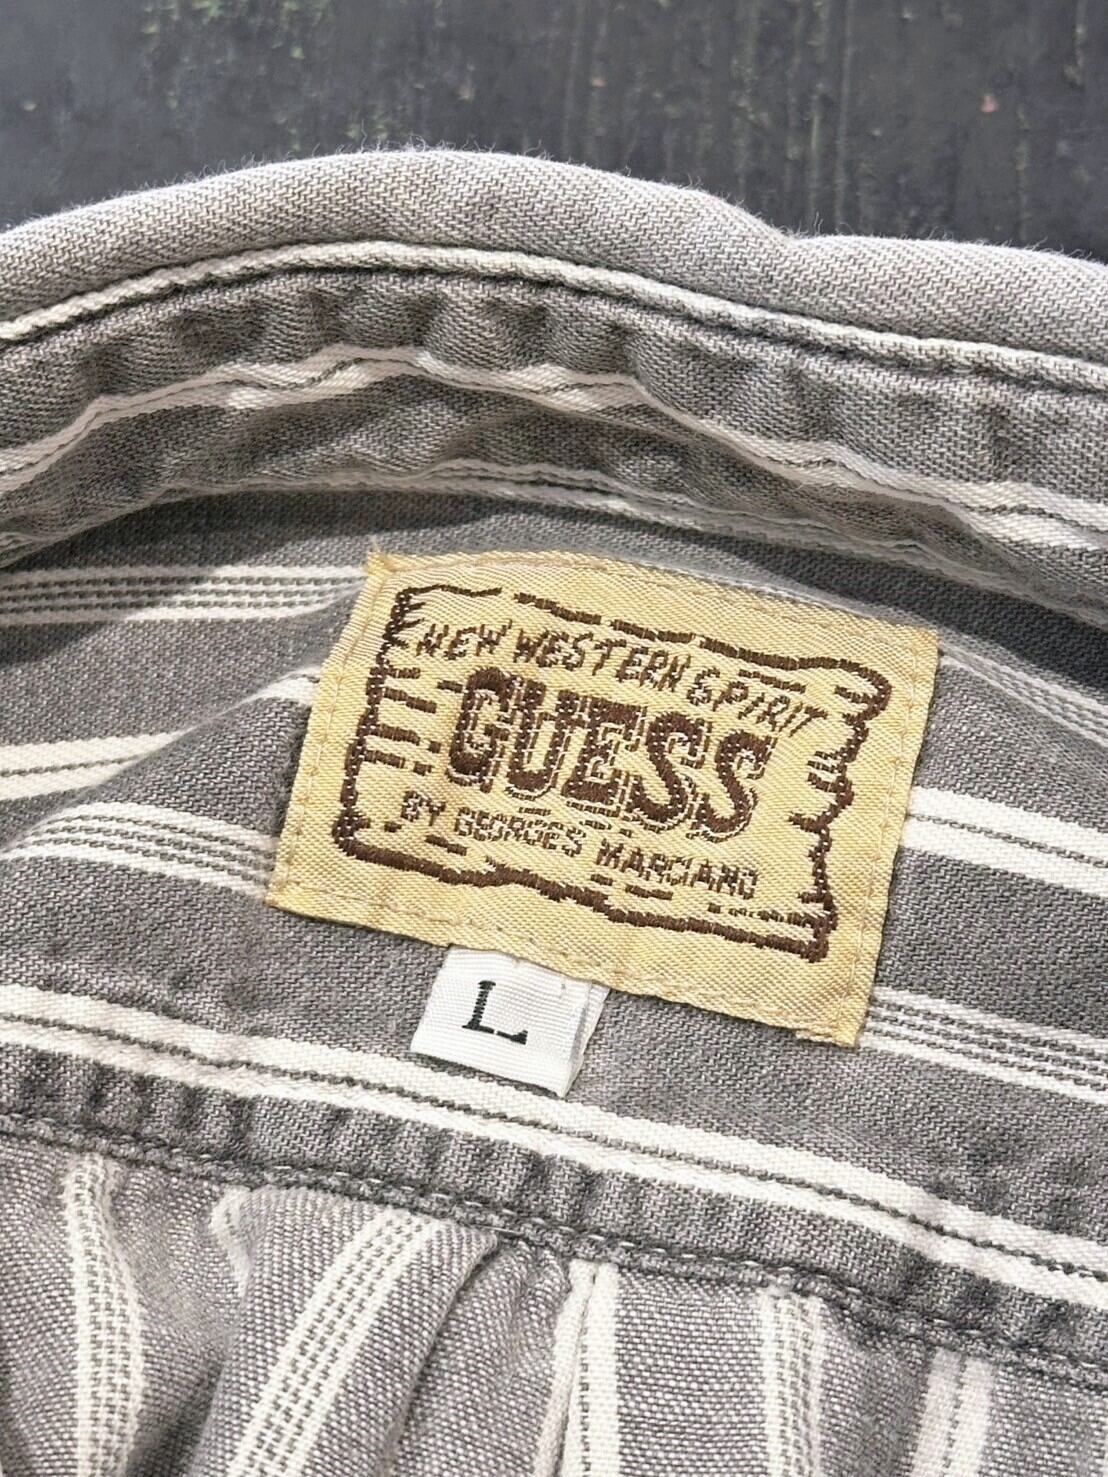 NEW WESTERN SPIRIT
GUESS
BY GEORGES MARCIANO
L